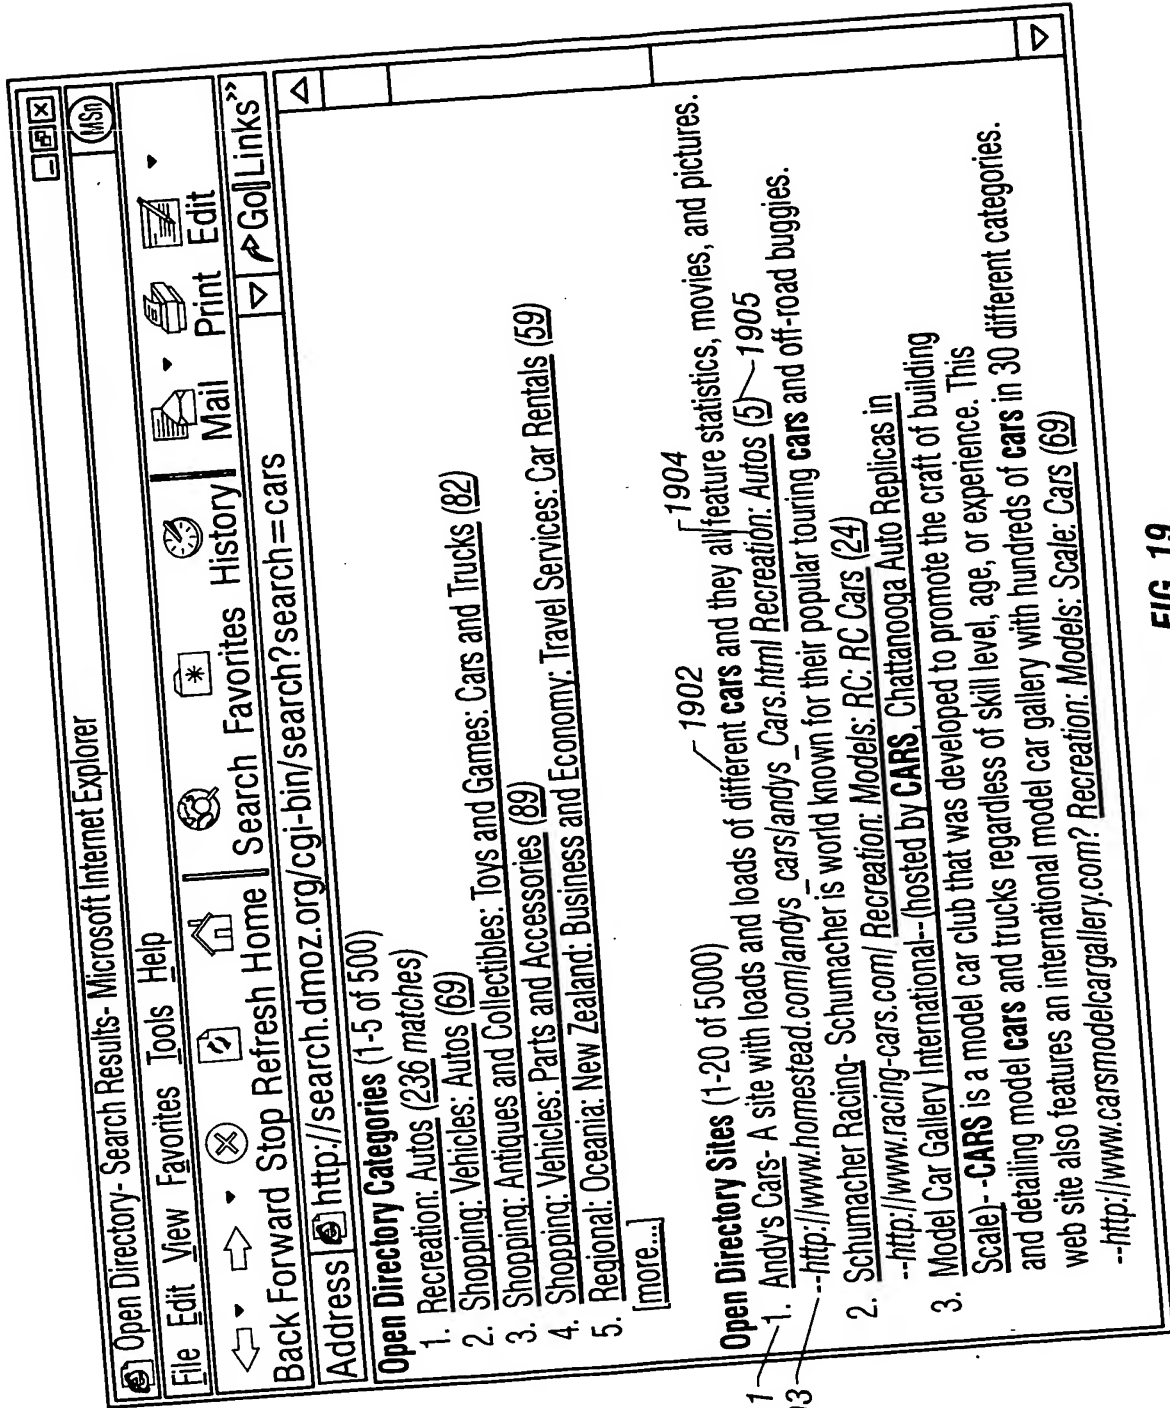 Open Directory- Search Results- Microsoft Internet Explorer
File Edit View Favorites Tools Help
MSn
Back Forward Stop Refresh Home Search Favorites History Mail Print Edit
Address http://search.dmoz.org/cgi-bin/search?search=cars Go Links »
Open Directory Categories (1-5 of 500)
1. Recreation: Autos (236 matches)
2. Shopping: Vehicles: Autos (69)
3. Shopping: Antiques and Collectibles: Toys and Games: Cars and Trucks (82)
4. Shopping: Vehicles: Parts and Accessories (89)
5. Regional: Oceania: New Zealand: Business and Economy: Travel Services: Car Rentals (59)
[more...]
1902
1904
Open Directory Sites (1-20 of 5000)
1. Andy's Cars- A site with loads and loads of different cars and they all feature statistics, movies, and pictures.
--http://www.homestead.com/andys_cars/andys_Cars.html Recreation: Autos (5) 1905
2. Schumacher Racing- Schumacher is world known for their popular touring cars and off-road buggies.
--http://www.racing-cars.com/ Recreation: Models: RC: RC Cars (24)
3. Model Car Gallery International--(hosted by CARS, Chattanooga Auto Replicas in
Scale)- -CARS is a model car club that was developed to promote the craft of building
and detailing model cars and trucks regardless of skill level, age, or experience. This
web site also features an international model car gallery with hundreds of cars in 30 different categories.
--http://www.carsmodelcargallery.com? Recreation: Models: Scale: Cars (69)
FIG. 19